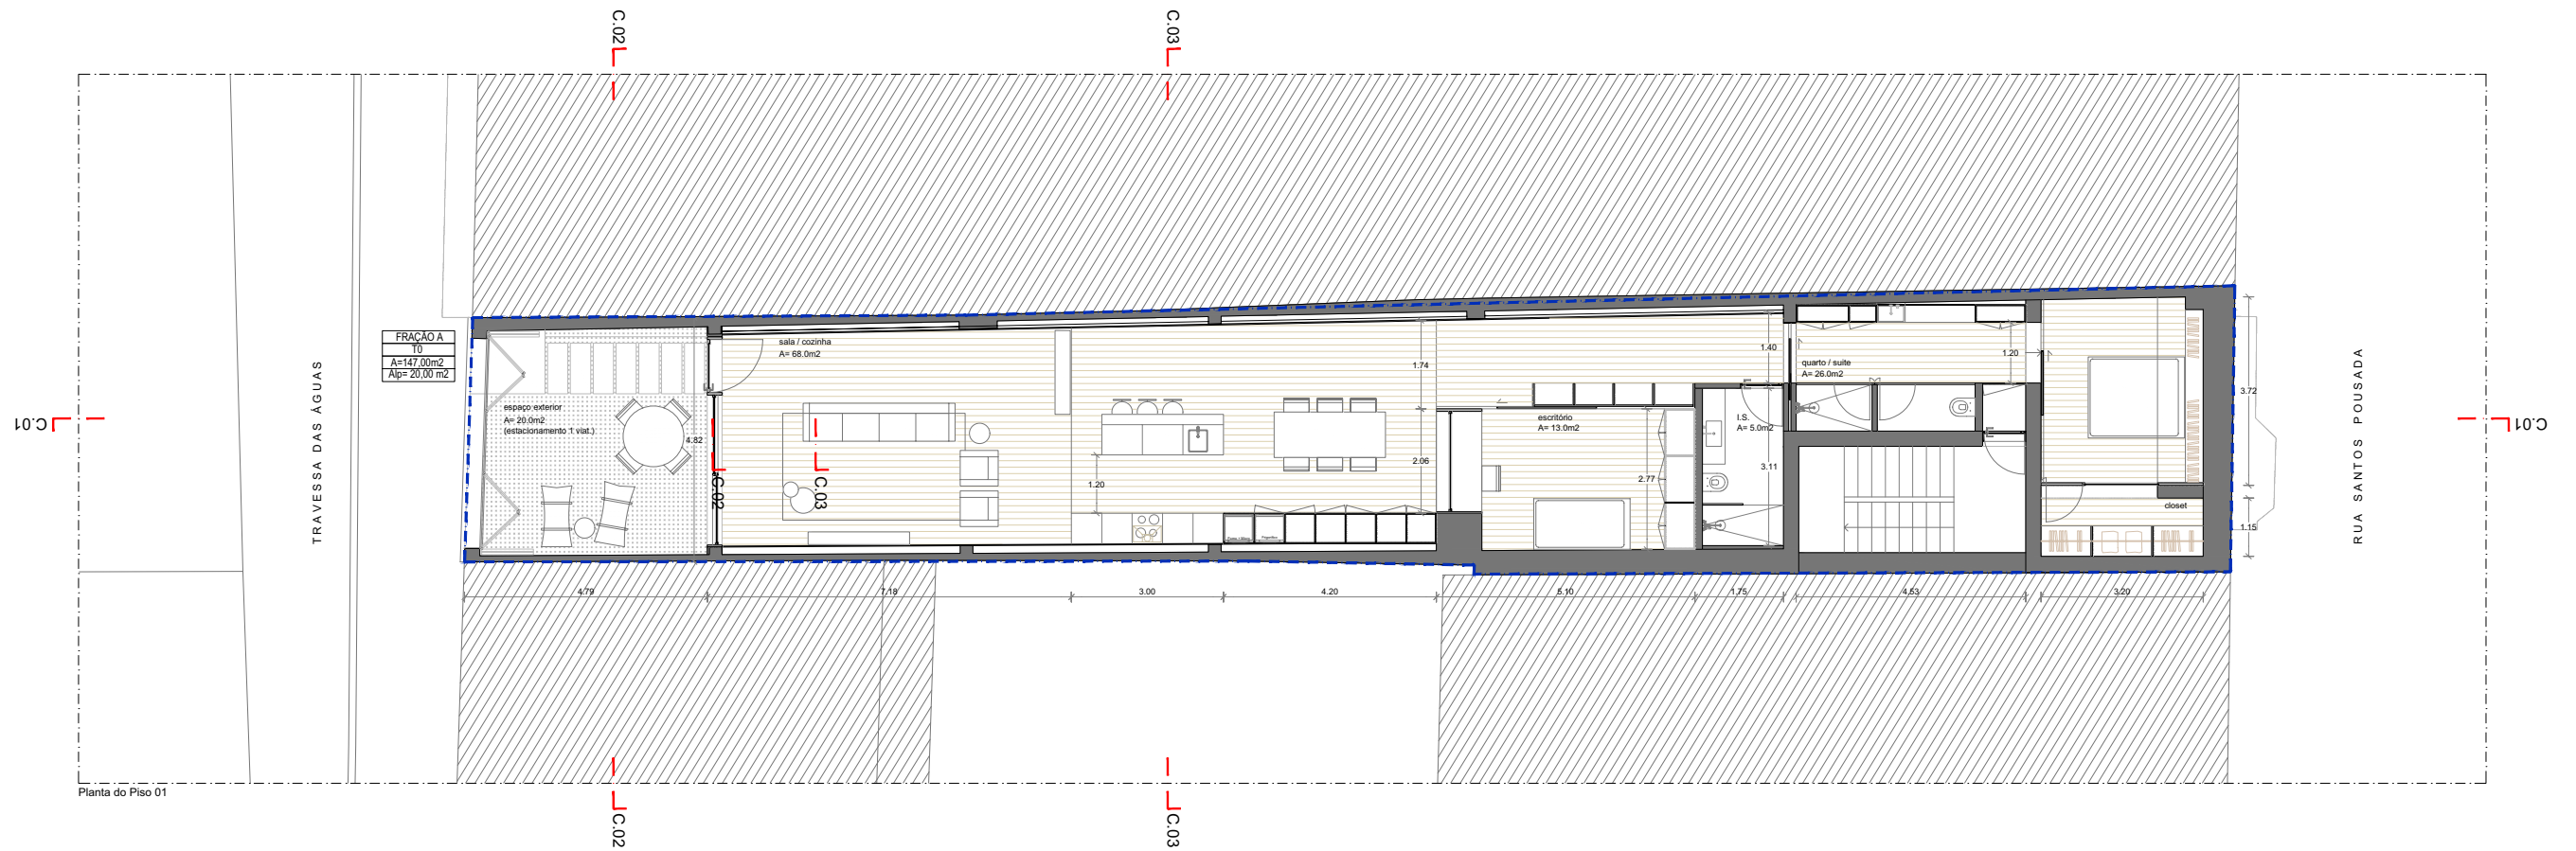 C.02
C.03
FRAÇÃO A
T0
A=147,00m2
Alp= 20,00 m2
sala / cozinha
A= 68.0m2
1.74
1.40
quarto / suite
A= 26.0m2
1.20
3.72
TRAVESSA DAS ÁGUAS
RUA SANTOS POUSADA
C.01
C.01
espaço exterior
A= 20.0m2
(estacionamento 1 viat.)
4.82
escritório
A= 13.0m2
I.S.
A= 5.0m2
2.06
3.11
2.77
1.20
C.02
C.03
closet
1.15
4.79
7.18
3.00
4.20
5.10
1.75
4.53
3.20
Planta do Piso 01
C.02
C.03